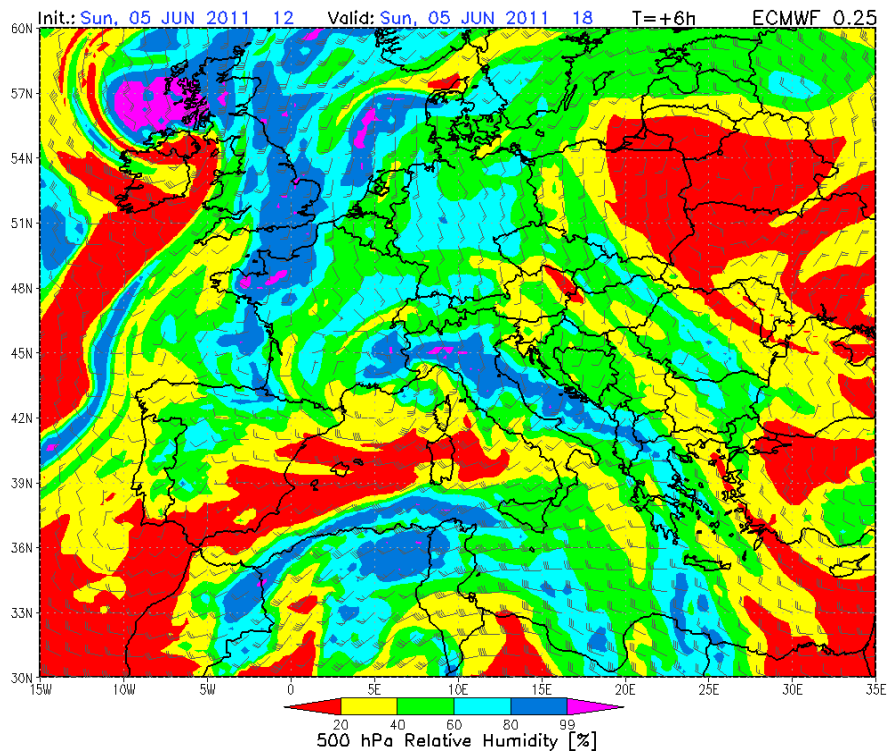 Init.: Sun, 05 JUN 2011 12 Valid: Sun, 05 JUN 2011 18 T=+6h ECMWF 0.25
60N
57N
54N
51N
48N
45N
42N
39N
36N
33N
30N
15W 10W 5W 0 5E 10E 15E 20E 25E 30E 35E
20 40 60 80 99
500 hPa Relative Humidity [%]